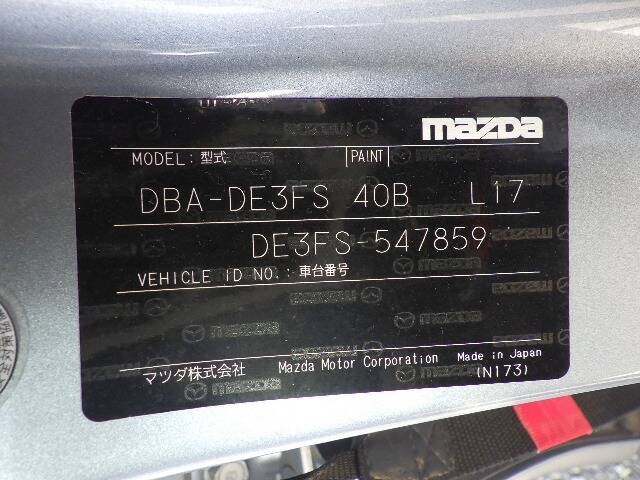 mazDa
MODEL:型式 PAINT
DBA-DE3FS 40B L17
DE3FS-547859
VEHICLE ID NO.:車台番号
マツダ株式会社 Mazda Motor Corporation Made in Japan
(N173)